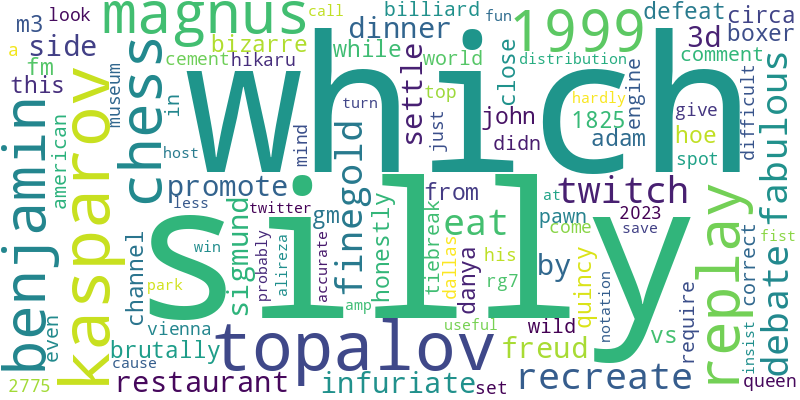 magnus
which
1999
billiard
call
fun
defeat
circa
boxer
m3
look
a
side
fm
this
dinner
bizarre
while
cement
hikaru
settle
world
top
close
distribution
3d
comment
engine
hardly
give
1825
adam
hoe
spot
difficult
fabulous
chess
museum
in
kasparov
benjamin
american
promote
host
less
turn
mind
john
just
didn
finegold
from
eat
twitch
2023
save
pawn
at
come
his
quincy
by
danya
rg7
dallas
tiebreak
honestly
gm
twitter
silly
sigmund
channel
win
probably
alireza
accurate
park
amp
vienna
brutally
cause
restaurant
topalov
infuriate
useful
set
wild
freud
recreate
notation
vs
require
replay
debate
correct
insist
fist
queen
even
2775